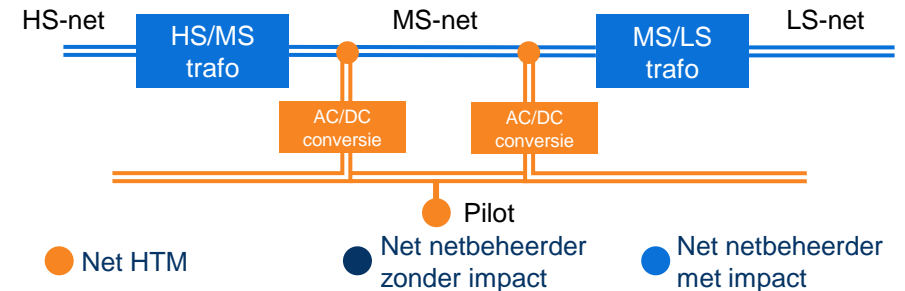 HS-net
MS-net
LS-net
HS/MS
trafo
MS/LS
trafo
AC/DC
conversie
AC/DC
conversie
Pilot
Net HTM
Net netbeheerder
zonder impact
Net netbeheerder
met impact